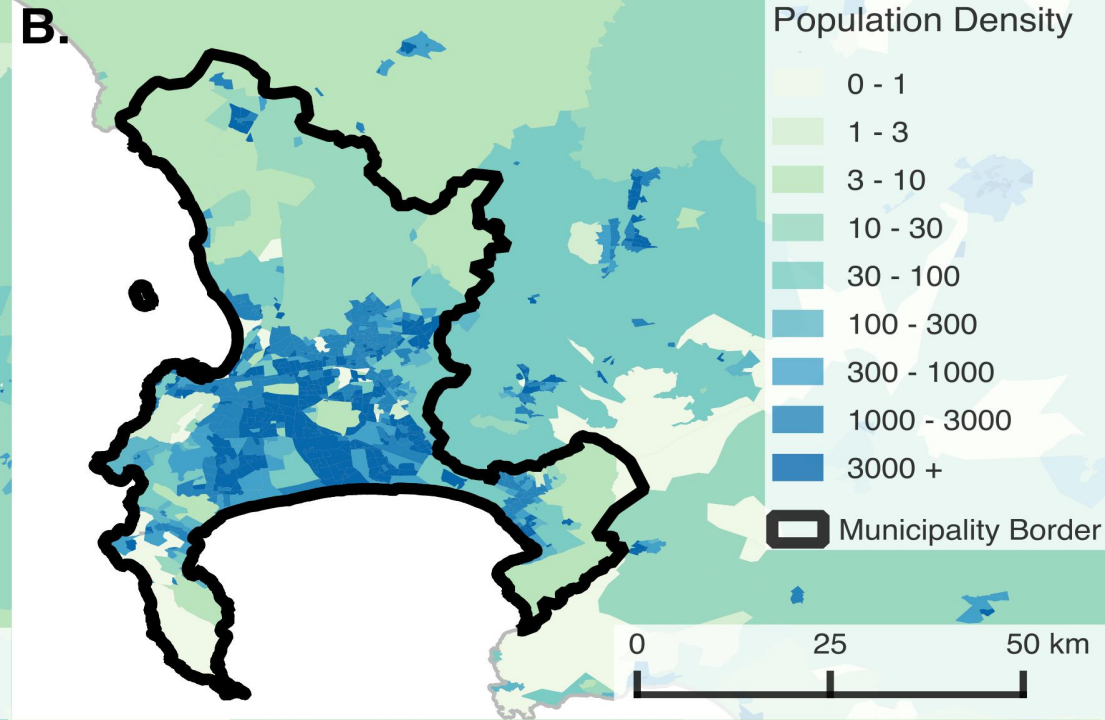 B.
Population Density
0 - 1
1 - 3
3 - 10
10 - 30
30 - 100
100 - 300
300 - 1000
1000 - 3000
3000 +
Municipality Border
0 25 50 km